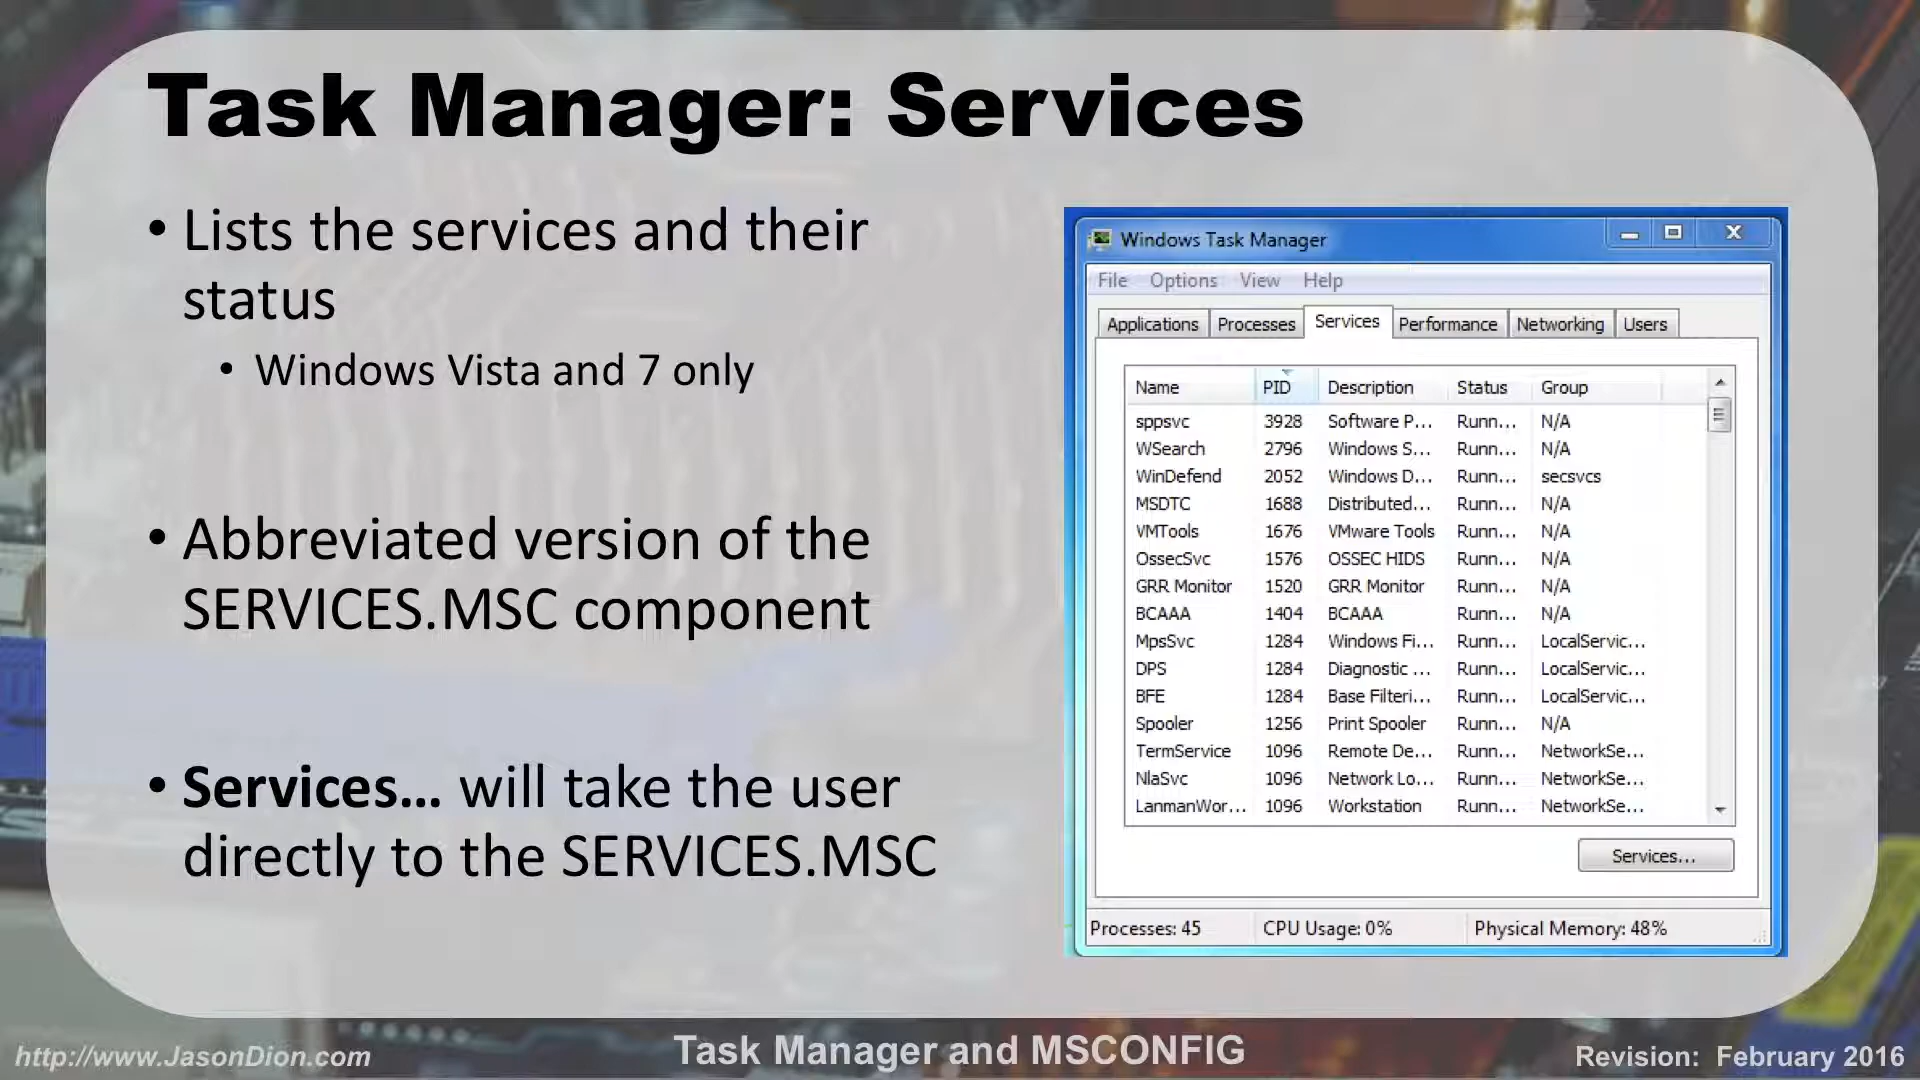 Task Manager: Services
• Lists the services and their
status
• Windows Vista and 7 only
• Abbreviated version of the
SERVICES.MSC component
• Services... will take the user
directly to the SERVICES.MSC
Windows Task Manager
File Options View Help
Applications Processes Services Performance Networking Users
Name PID Description Status Group
sppsvc 3928 Software P... Runn... N/A
WSearch 2796 Windows S... Runn... N/A
WinDefend 2052 Windows D... Runn... secsvcs
MSDTC 1688 Distributed... Runn... N/A
VMTools 1676 VMware Tools Runn... N/A
OssecSvc 1576 OSSEC HIDS Runn... N/A
GRR Monitor 1520 GRR Monitor Runn... N/A
BCAAA 1404 BCAAA Runn... N/A
MpsSvc 1284 Windows Fi... Runn... LocalServic...
DPS 1284 Diagnostic ... Runn... LocalServic...
BFE 1284 Base Filteri... Runn... LocalServic...
Spooler 1256 Print Spooler Runn... N/A
TermService 1096 Remote De... Runn... NetworkSe...
NlaSvc 1096 Network Lo... Runn... NetworkSe...
LanmanWor... 1096 Workstation Runn... NetworkSe...
Services...
Processes: 45 CPU Usage: 0% Physical Memory: 48%
http://www.JasonDion.com
Task Manager and MSCONFIG
Revision: February 2016